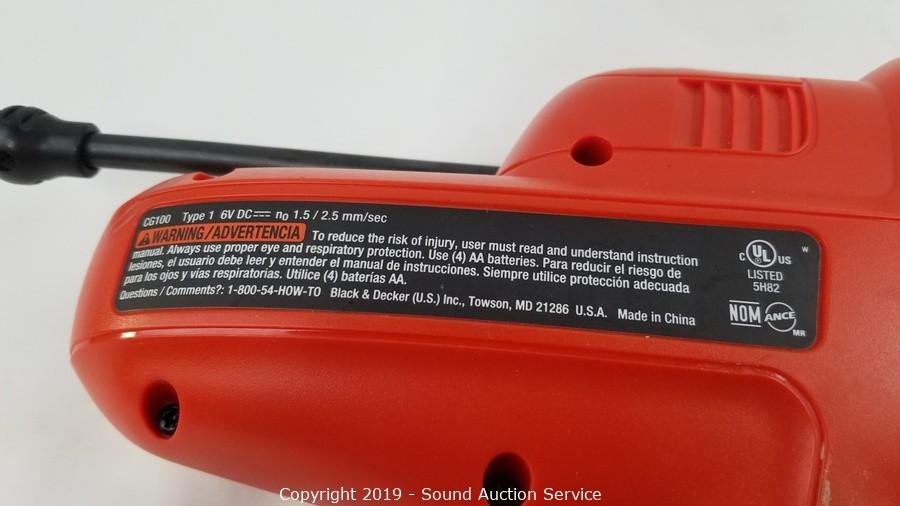 CG100 Type 1 6V DC n0 1.5 / 2.5 mm/sec
WARNING/ADVERTENCIA To reduce the risk of injury, user must read and understand instruction
manual. Always use proper eye and respiratory protection. Use (4) AA batteries. Para reducir el riesgo de
lesiones, el usuario debe leer y entender el manual de instrucciones. Siempre utilice protección adecuada
para los ojos y vías respiratorias. Utilice (4) baterías AA.
Questions / Comments?: 1-800-54-HOW-TO Black & Decker (U.S.) Inc., Towson, MD 21286 U.S.A. Made in China
C UL US W
LISTED
5H82
NOM ANCE
MR
Copyright 2019 - Sound Auction Service